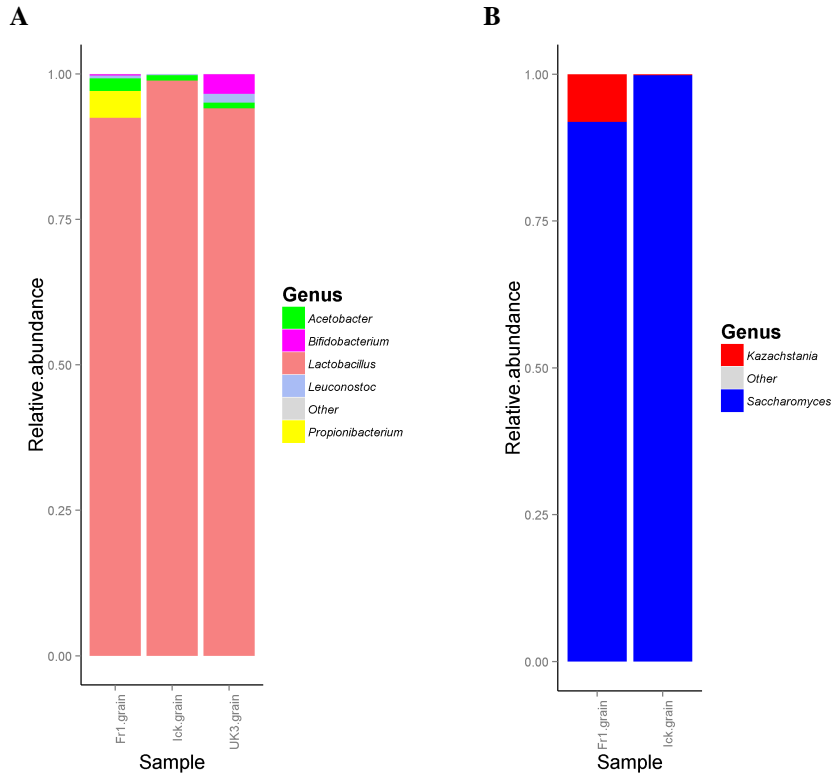 A
Relative.abundance
1.00
0.75
0.50
0.25
0.00
Fr1.grain
Ick.grain
UK3.grain
Sample
Genus
Acetobacter
Bifidobacterium
Lactobacillus
Leuconostoc
Other
Propionibacterium
B
Relative.abundance
1.00
0.75
0.50
0.25
0.00
Fr1.grain
Ick.grain
Sample
Genus
Kazachstania
Other
Saccharomyces